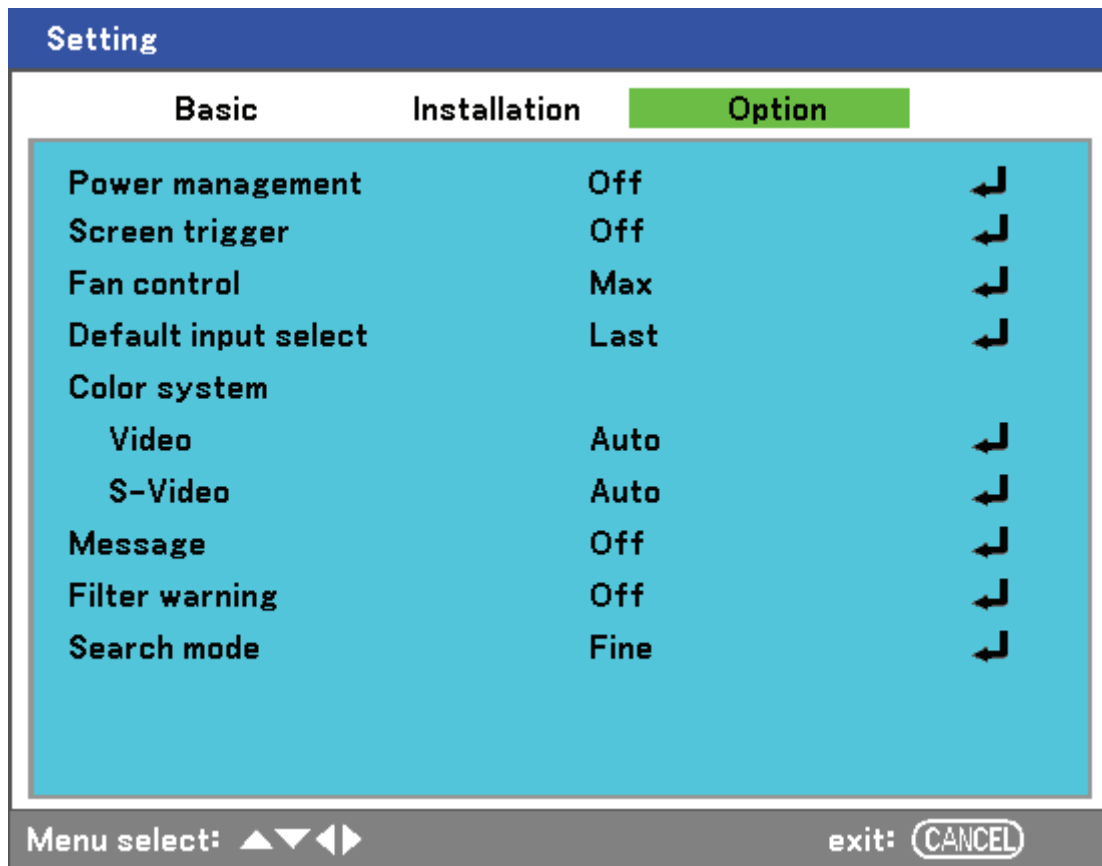 Setting
Basic Installation Option
Power management Off
Screen trigger Off
Fan control Max
Default input select Last
Color system
Video Auto
S-Video Auto
Message Off
Filter warning Off
Search mode Fine
Menu select: ▲▼◀▶ exit: CANCEL